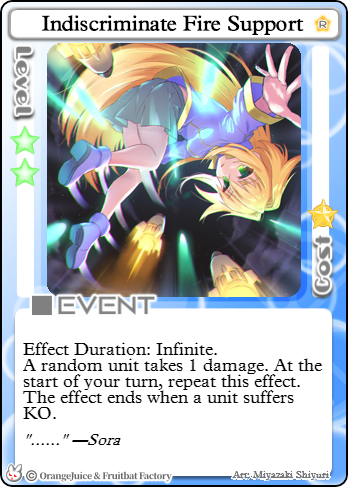 Indiscriminate Fire Support R
Level
Cost
EVENT
Effect Duration: Infinite.
A random unit takes 1 damage. At the
start of your turn, repeat this effect.
The effect ends when a unit suffers
KO.
"......" —Sora
© OrangeJuice & Fruitbat Factory
Art: Miyazaki Shiyuri